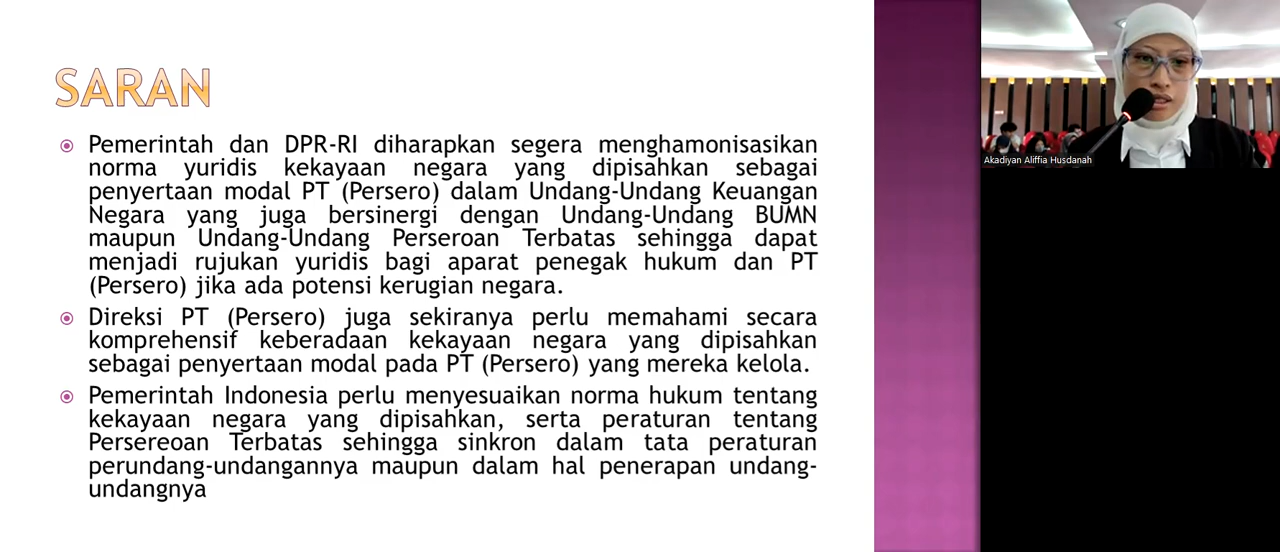 SARAN
Pemerintah dan DPR-RI diharapkan segera menghamonisasikan
norma yuridis kekayaan negara yang dipisahkan sebagai
penyertaan modal PT (Persero) dalam Undang-Undang Keuangan
Negara yang juga bersinergi dengan Undang-Undang BUMN
maupun Undang-Undang Perseroan Terbatas sehingga dapat
menjadi rujukan yuridis bagi aparat penegak hukum dan PT
(Persero) jika ada potensi kerugian negara.
Direksi PT (Persero) juga sekiranya perlu memahami secara
komprehensif keberadaan kekayaan negara yang dipisahkan
sebagai penyertaan modal pada PT (Persero) yang mereka kelola.
Pemerintah Indonesia perlu menyesuaikan norma hukum tentang
kekayaan negara yang dipisahkan, serta peraturan tentang
Persereoan Terbatas sehingga sinkron dalam tata peraturan
perundang-undangannya maupun dalam hal penerapan undang-
undangnya
Akadiyan Aliffia Husdanah